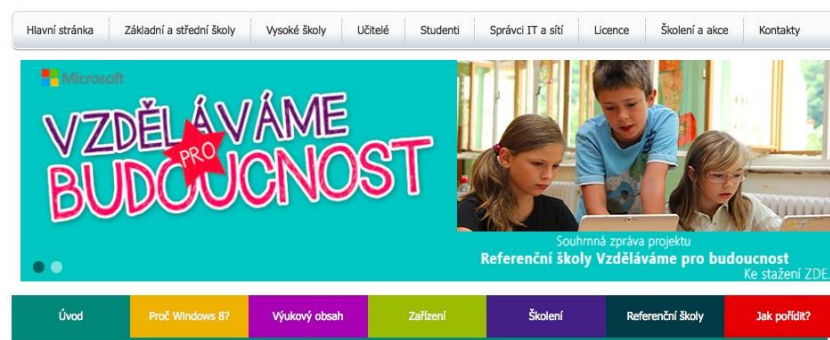 Hlavní stránka Základní a střední školy Vysoké školy Učitelé Studenti Správci IT a sítí Licence Školení a akce Kontakty
Microsoft
VZDĚLÁVÁME
PRO
BUDOUCNOST
Souhrnná zpráva projektu
Referenční školy Vzděláváme pro budoucnost
Ke stažení ZDE.
Úvod Proč Windows 8? Výukový obsah Zařízení Školení Referenční školy Jak pořídit?